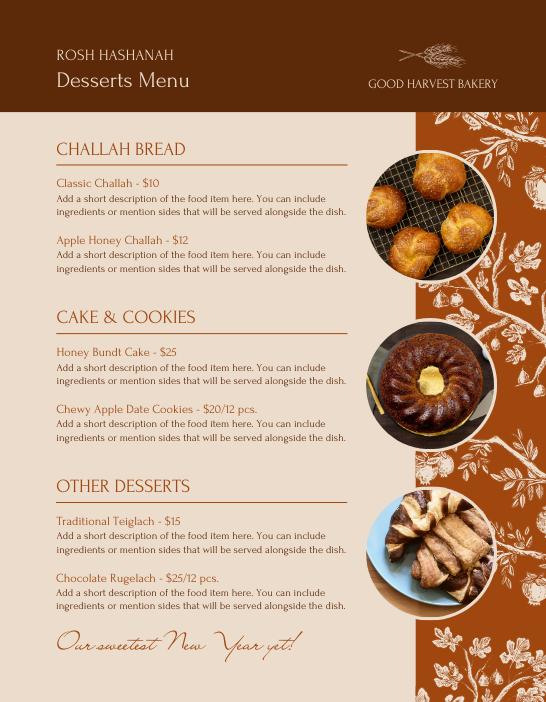 ROSH HASHANAH
Desserts Menu
GOOD HARVEST BAKERY
CHALLAH BREAD
Classic Challah - $10
Add a short description of the food item here. You can include
ingredients or mention sides that will be served alongside the dish.
Apple Honey Challah - $12
Add a short description of the food item here. You can include
ingredients or mention sides that will be served alongside the dish.
CAKE & COOKIES
Honey Bundt Cake - $25
Add a short description of the food item here. You can include
ingredients or mention sides that will be served alongside the dish.
Chewy Apple Date Cookies - $20/12 pcs.
Add a short description of the food item here. You can include
ingredients or mention sides that will be served alongside the dish.
OTHER DESSERTS
Traditional Teiglach - $15
Add a short description of the food item here. You can include
ingredients or mention sides that will be served alongside the dish.
Chocolate Rugelach - $25/12 pcs.
Add a short description of the food item here. You can include
ingredients or mention sides that will be served alongside the dish.
Our sweetest New Year yet!